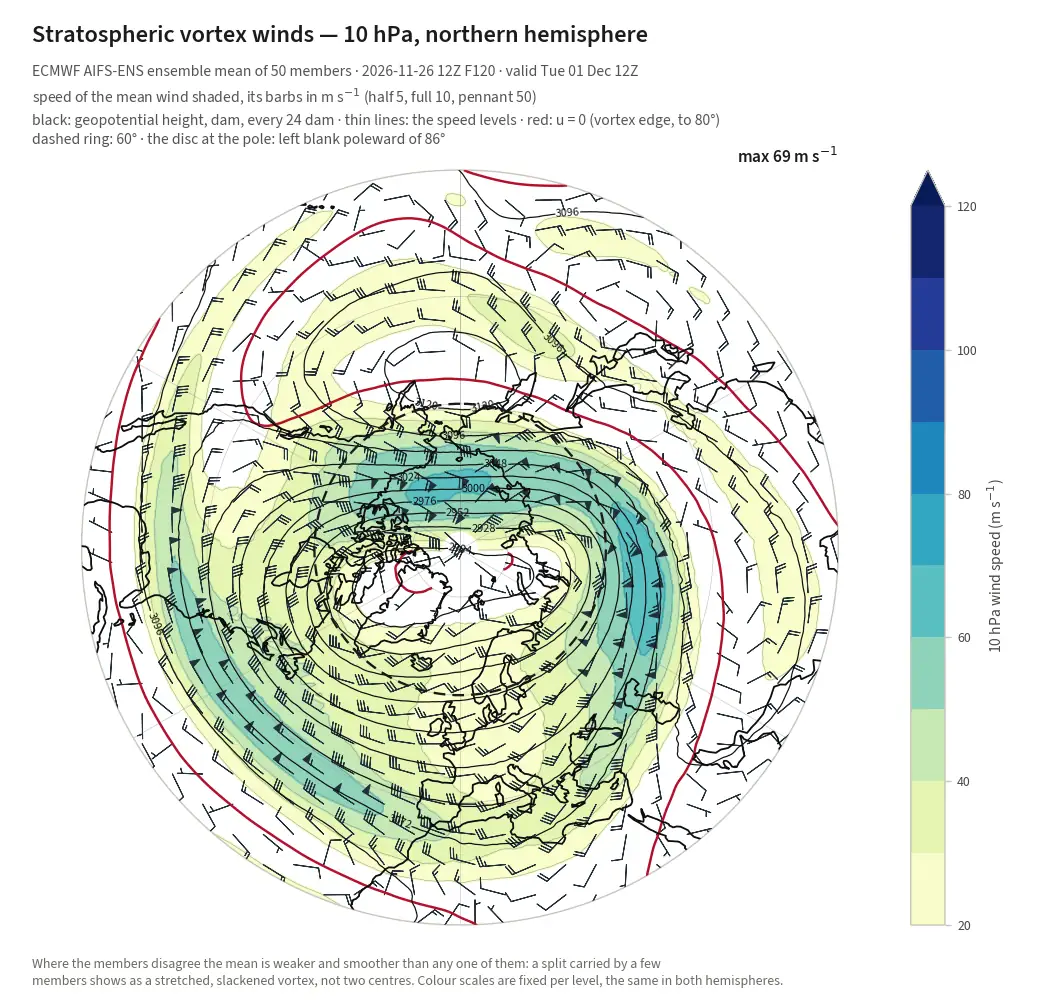 Stratospheric vortex winds — 10 hPa, northern hemisphere
ECMWF AIFS-ENS ensemble mean of 50 members · 2026-11-26 12Z F120 · valid Tue 01 Dec 12Z
speed of the mean wind shaded, its barbs in m s⁻¹ (half 5, full 10, pennant 50)
black: geopotential height, dam, every 24 dam · thin lines: the speed levels · red: u = 0 (vortex edge, to 80°)
dashed ring: 60° · the disc at the pole: left blank poleward of 86°
max 69 m s⁻¹
120
100
80
60
40
20
10 hPa wind speed (m s⁻¹)
3096
3096
3120
3120
3096
3048
3024
3000
2976
2952
2928
3096
Where the members disagree the mean is weaker and smoother than any one of them: a split carried by a few
members shows as a stretched, slackened vortex, not two centres. Colour scales are fixed per level, the same in both hemispheres.